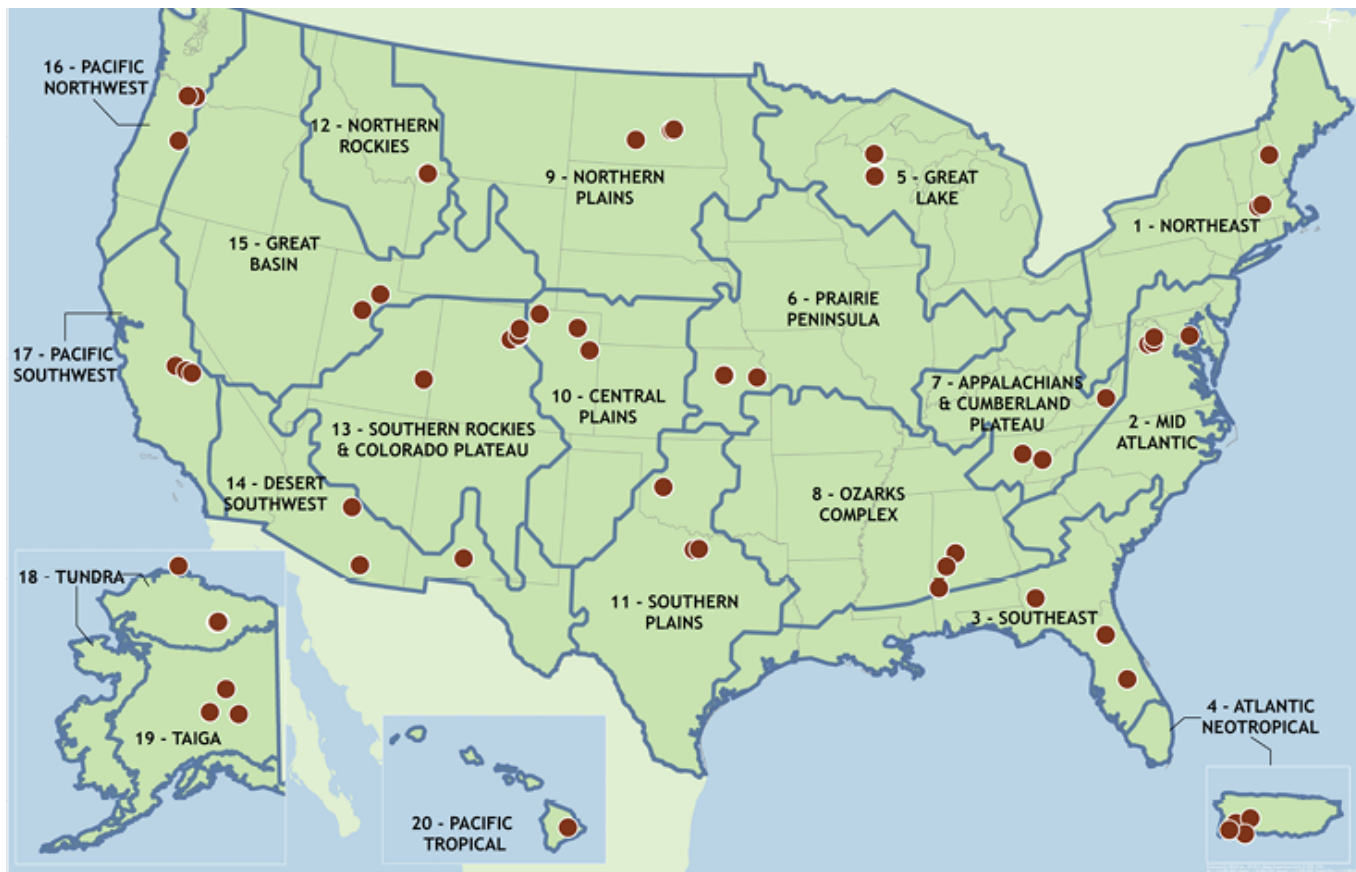 16 - PACIFIC
NORTHWEST
12 - NORTHERN
ROCKIES
9 - NORTHERN
PLAINS
5 - GREAT
LAKE
1 - NORTHEAST
15 - GREAT
BASIN
6 - PRAIRIE
PENINSULA
17 - PACIFIC
SOUTHWEST
7 - APPALACHIANS
& CUMBERLAND
PLATEAU
10 - CENTRAL
PLAINS
2 - MID
ATLANTIC
13 - SOUTHERN ROCKIES
& COLORADO PLATEAU
14 - DESERT
SOUTHWEST
8 - OZARKS
COMPLEX
18 - TUNDRA
11 - SOUTHERN
PLAINS
3 - SOUTHEAST
4 - ATLANTIC
NEOTROPICAL
19 - TAIGA
20 - PACIFIC
TROPICAL